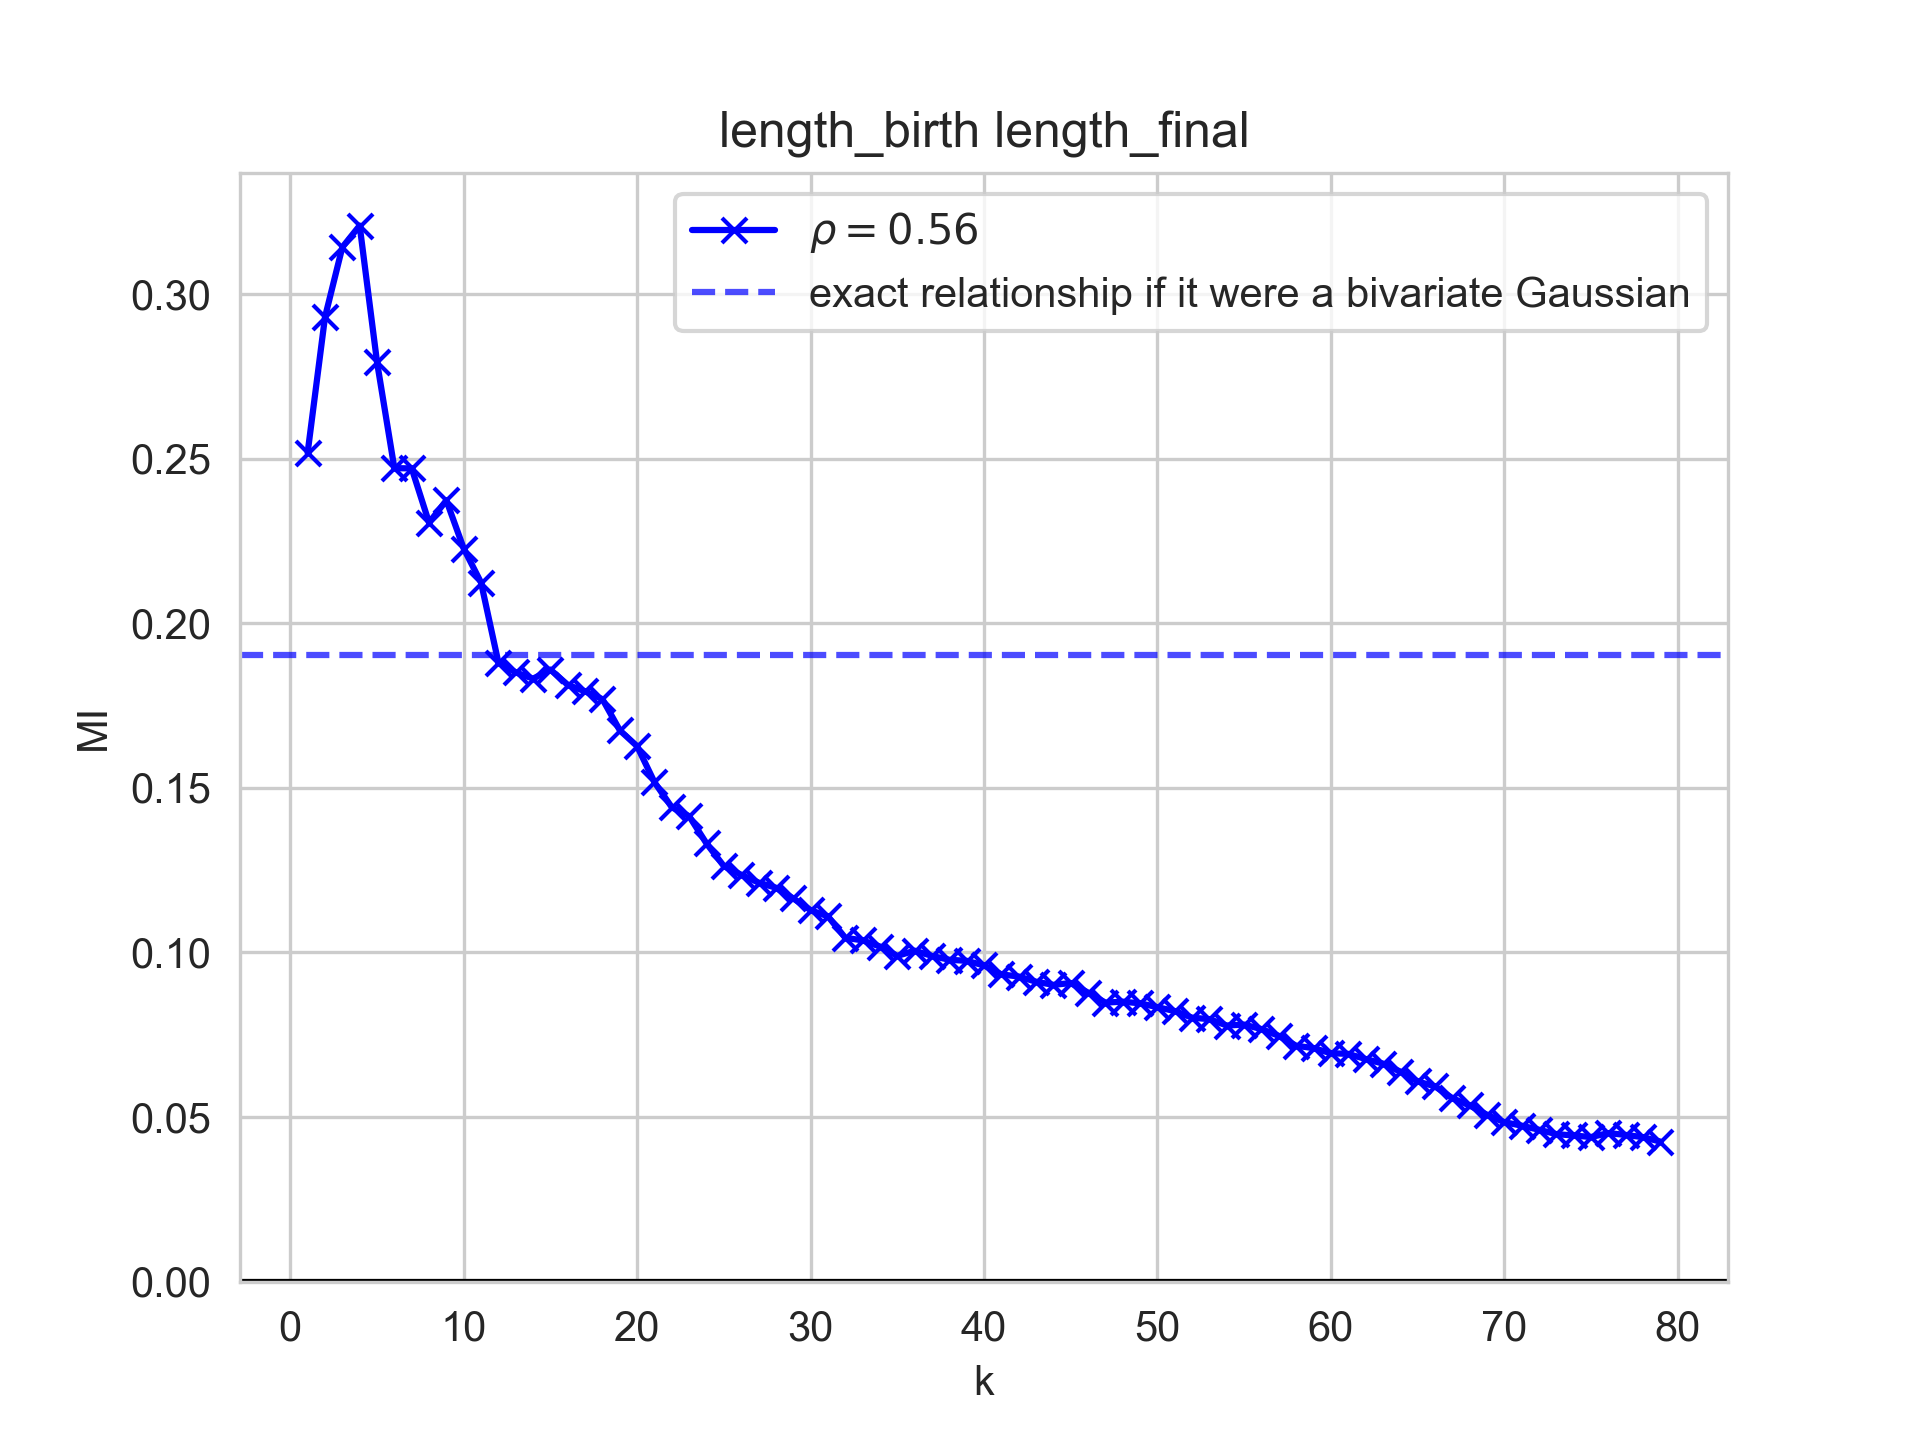 length_birth length_final
ρ = 0.56
exact relationship if it were a bivariate Gaussian
0.30
0.25
0.20
0.15
0.10
0.05
0.00
MI
0 10 20 30 40 50 60 70 80
k